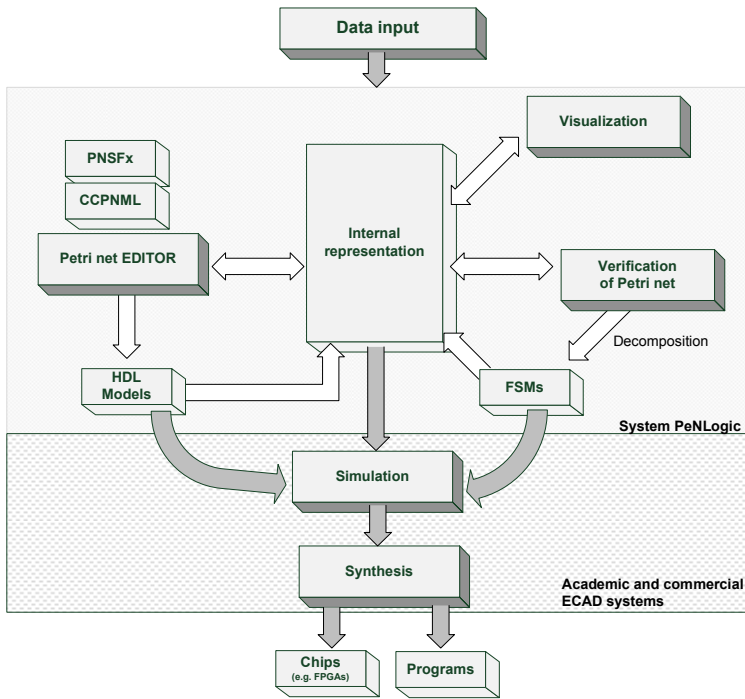 Data input
Visualization
PNSFx
CCPNML
Petri net EDITOR
Internal
representation
Verification
of Petri net
Decomposition
HDL
Models
FSMs
System PeNLogic
Simulation
Synthesis
Academic and commercial
ECAD systems
Chips
(e.g. FPGAs)
Programs